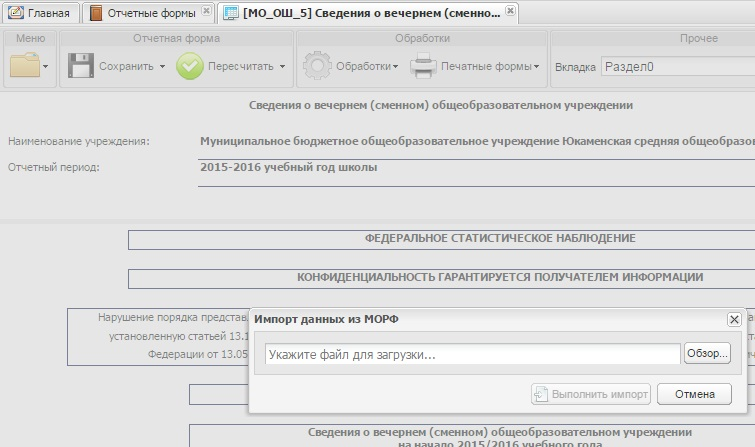 Главная
Отчетные формы
[МО_ОШ_5] Сведения о вечернем (сменно...
Меню
Отчетная форма
Обработки
Прочее
Сохранить
Пересчитать
Обработки
Печатные формы
Вкладка
Раздел0
Сведения о вечернем (сменном) общеобразовательном учреждении
Наименование учреждения:
Муниципальное бюджетное общеобразовательное учреждение Юкаменская средняя общеобразо
Отчетный период:
2015-2016 учебный год школы
ФЕДЕРАЛЬНОЕ СТАТИСТИЧЕСКОЕ НАБЛЮДЕНИЕ
КОНФИДЕНЦИАЛЬНОСТЬ ГАРАНТИРУЕТСЯ ПОЛУЧАТЕЛЕМ ИНФОРМАЦИИ
Нарушение порядка представ
установленную статьей 13.1
Федерации от 13.05
Импорт данных из МОРФ
Укажите файл для загрузки...
Обзор...
Выполнить импорт
Отмена
Сведения о вечернем (сменном) общеобразовательном учреждении
на начало 2015/2016 учебного года